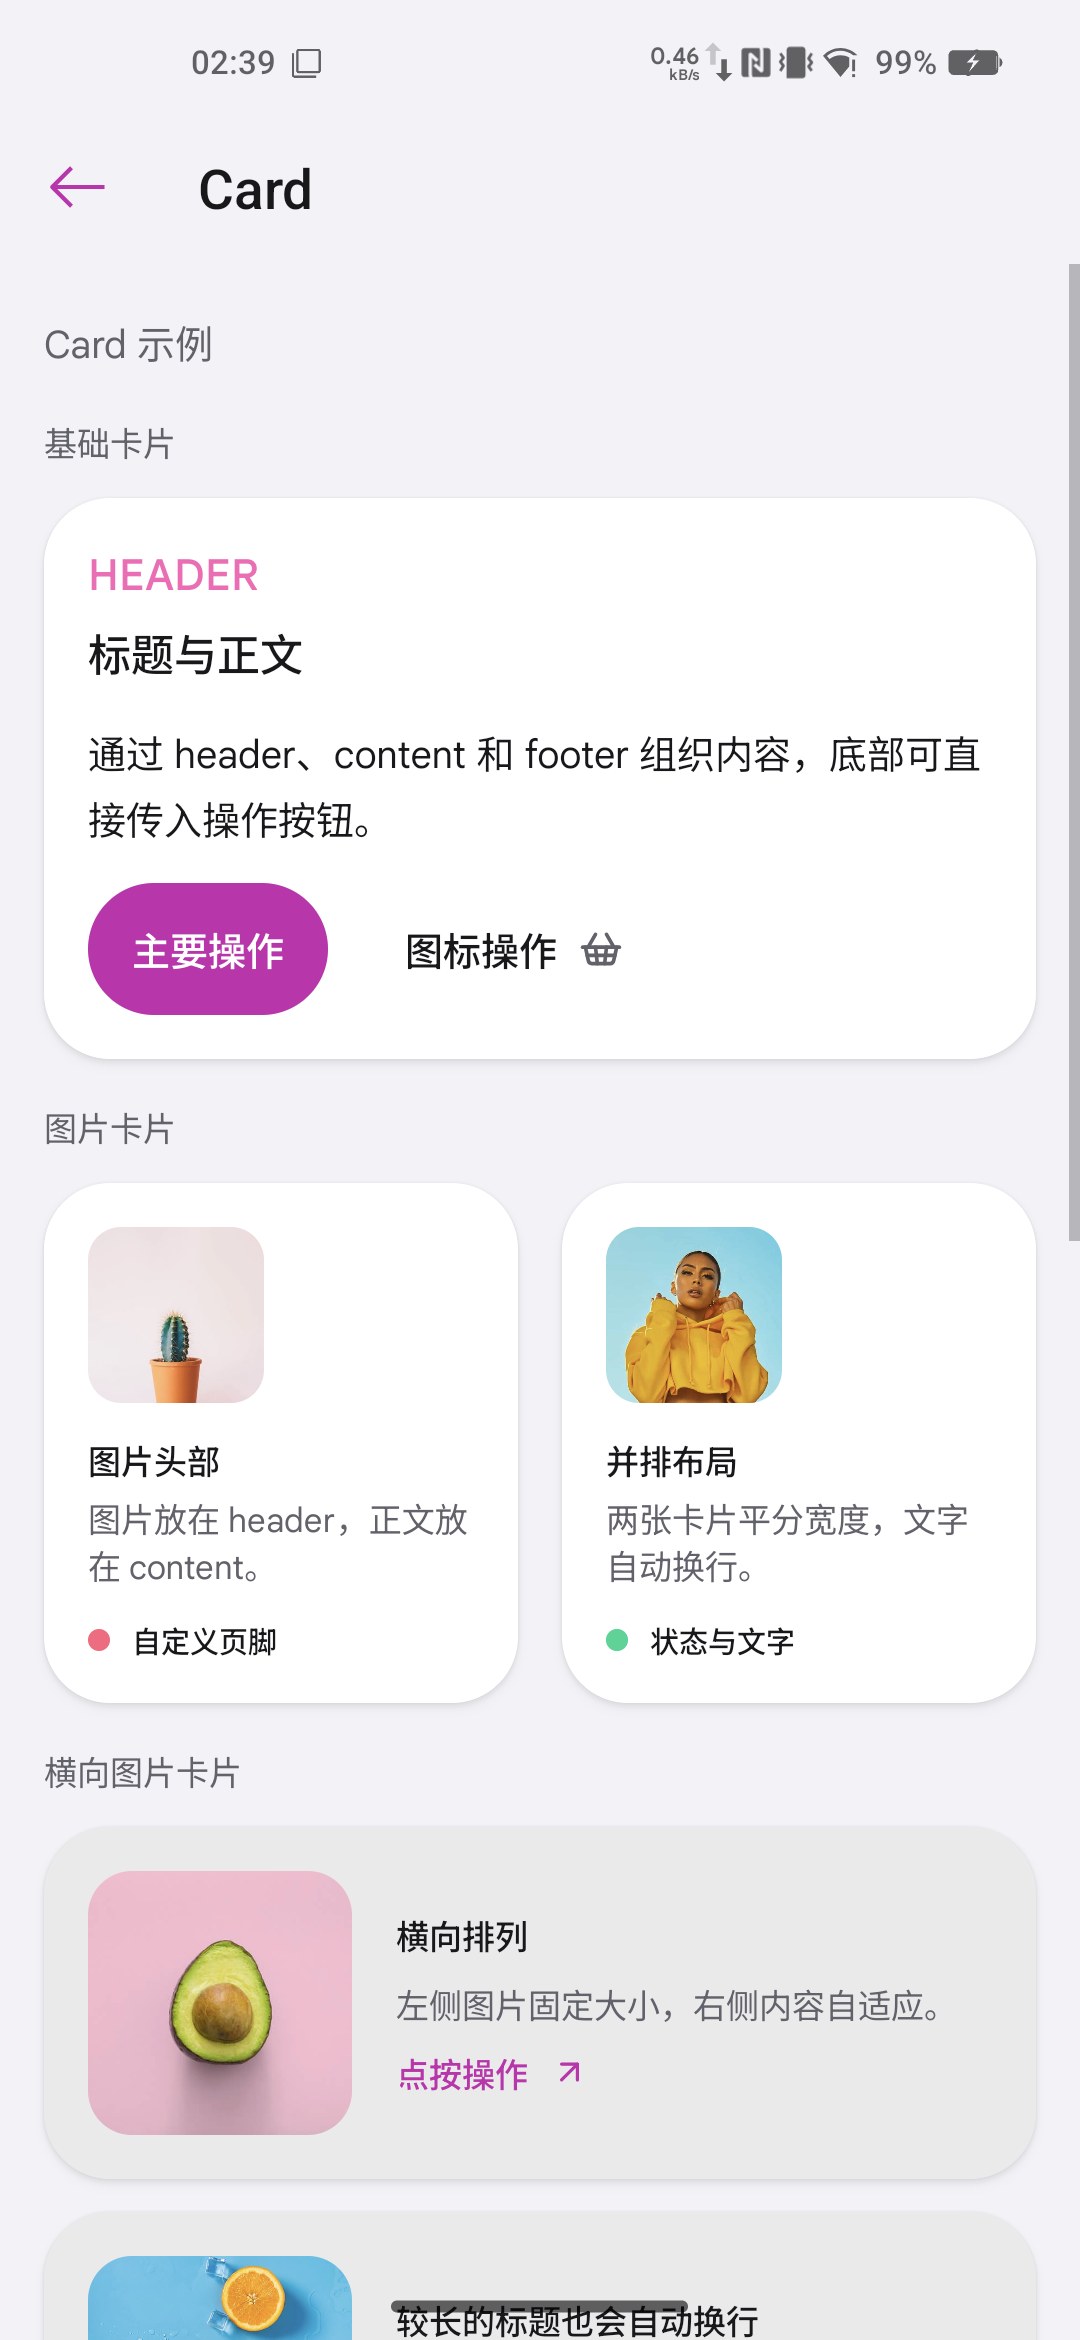 02:39
0.46 kB/s
99%
Card
Card 示例
基础卡片
HEADER
标题与正文
通过 header、content 和 footer 组织内容，底部可直
接传入操作按钮。
主要操作
图标操作
图片卡片
图片头部
图片放在 header，正文放
在 content。
自定义页脚
并排布局
两张卡片平分宽度，文字
自动换行。
状态与文字
横向图片卡片
横向排列
左侧图片固定大小，右侧内容自适应。
点按操作
较长的标题也会自动换行